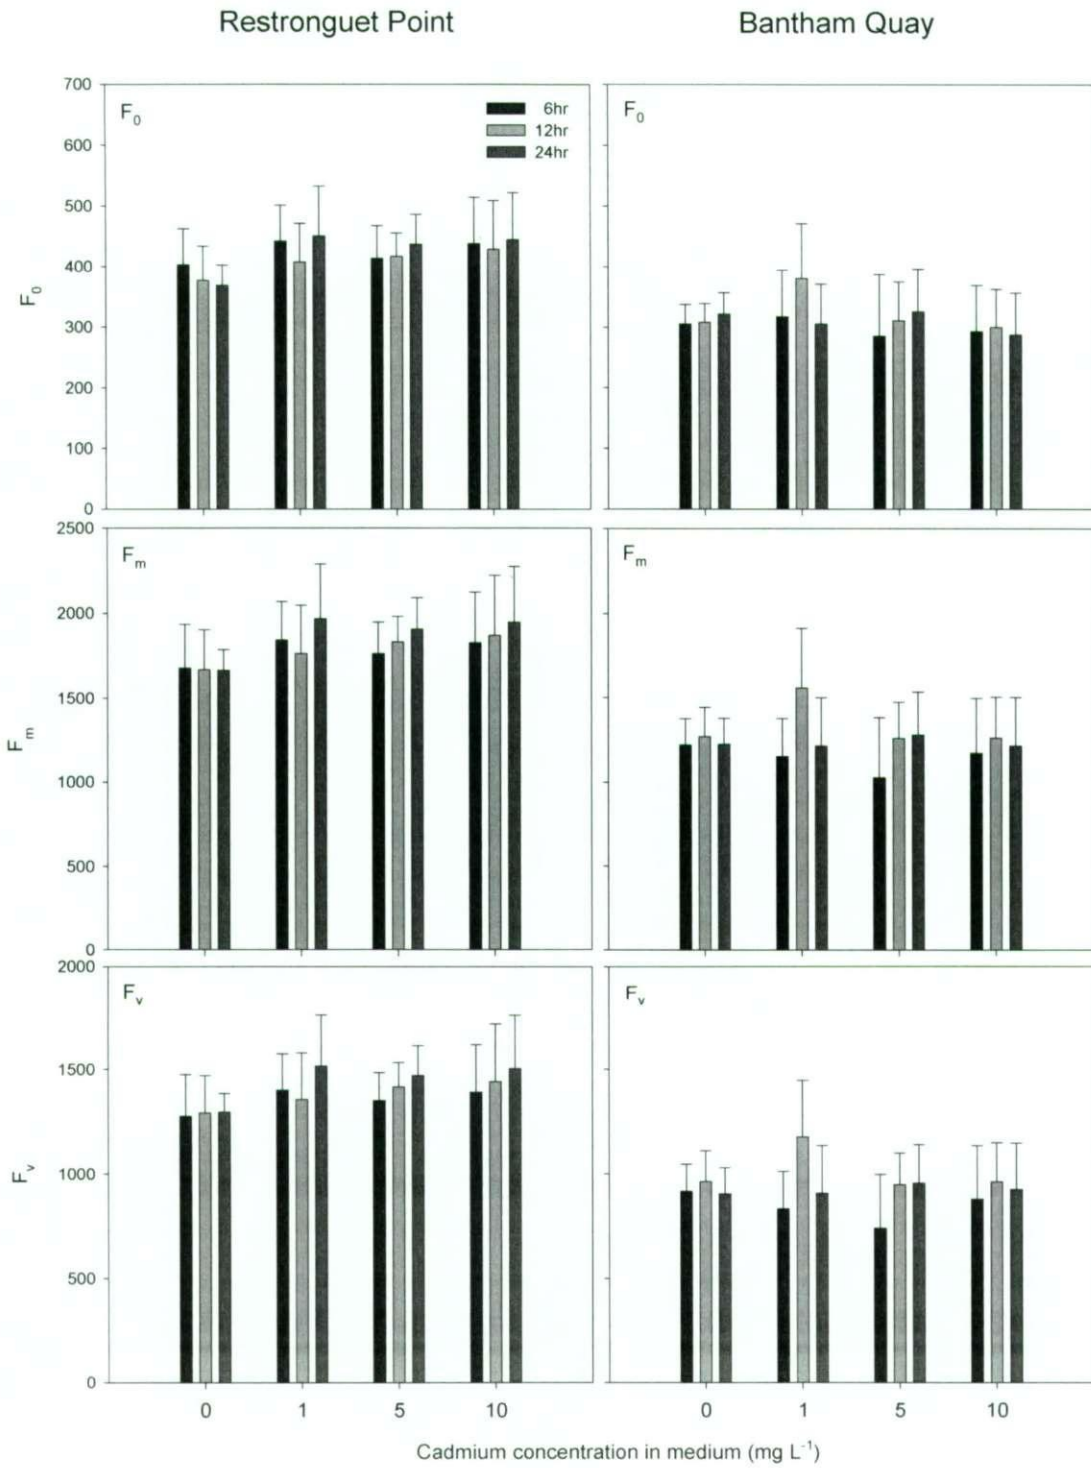 Restronguet Point
Bantham Quay
700
600
500
400
300
200
100
0
F₀
F₀
6hr
12hr
24hr
F₀
2500
2000
1500
1000
500
0
Fₘ
Fₘ
Fₘ
2000
1500
1000
500
0
Fᵥ
Fᵥ
Fᵥ
0 1 5 10
0 1 5 10
Cadmium concentration in medium (mg L⁻¹)